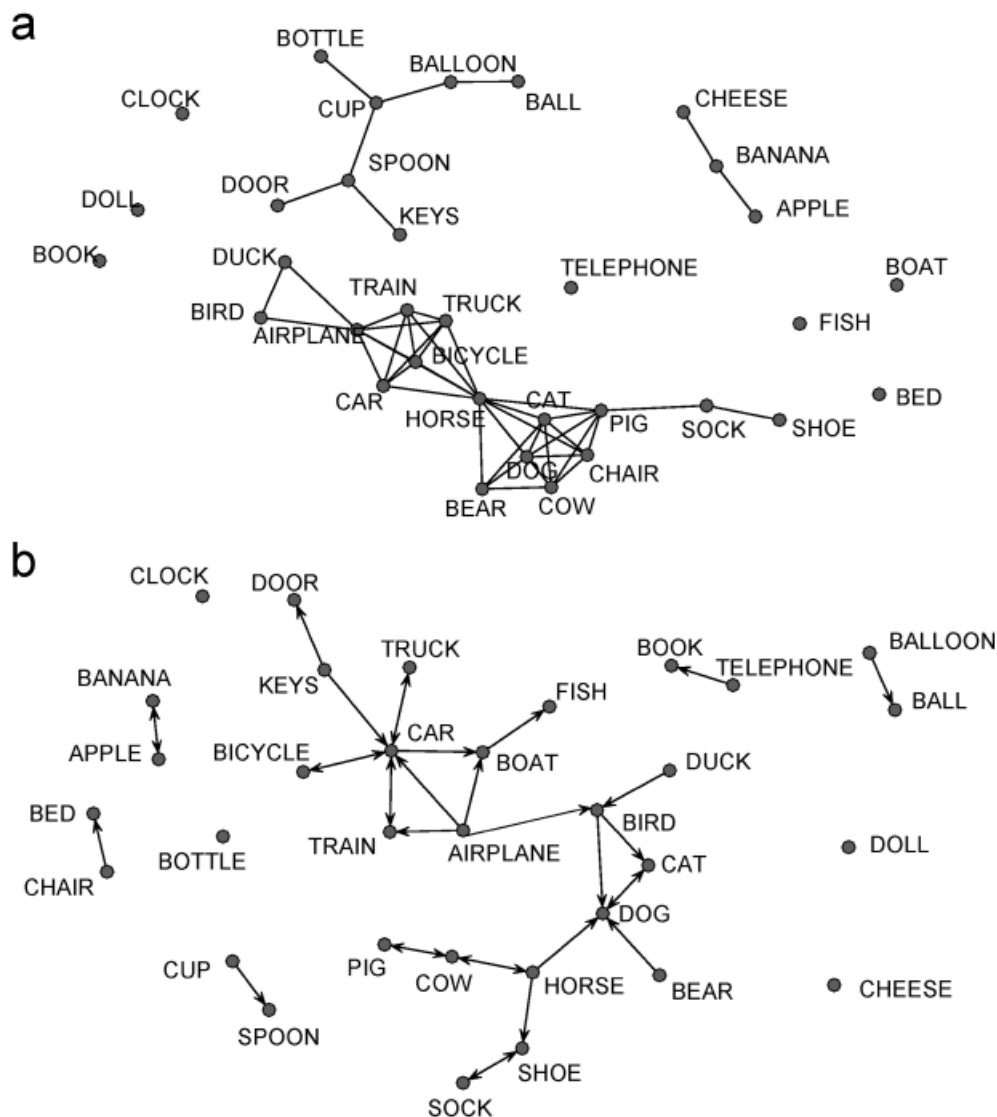 a
BOTTLE
BALLOON
CLOCK
CUP
BALL
CHEESE
SPOON
BANANA
DOOR
DOLL
KEYS
APPLE
BOOK
DUCK
TELEPHONE
BOAT
TRAIN
TRUCK
BIRD
AIRPLANE
FISH
BICYCLE
CAR
CAT
BED
HORSE
PIG
SOCK
SHOE
DOG
CHAIR
BEAR
COW
b
CLOCK
DOOR
TRUCK
BOOK
BALLOON
BANANA
KEYS
TELEPHONE
FISH
BALL
CAR
APPLE
BICYCLE
BOAT
DUCK
BED
BIRD
TRAIN
AIRPLANE
DOLL
BOTTLE
CAT
CHAIR
DOG
PIG
CUP
COW
HORSE
BEAR
CHEESE
SPOON
SHOE
SOCK